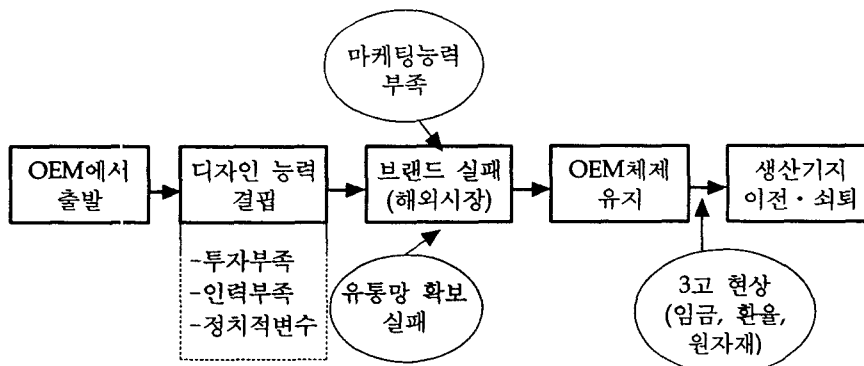 마케팅능력
부족
OEM에서
출발
디자인 능력
결핍
브랜드 실패
(해외시장)
OEM체제
유지
생산기지
이전·쇠퇴
-투자부족
-인력부족
-정치적변수
유통망 확보
실패
3고 현상
(임금, 환율,
원자재)